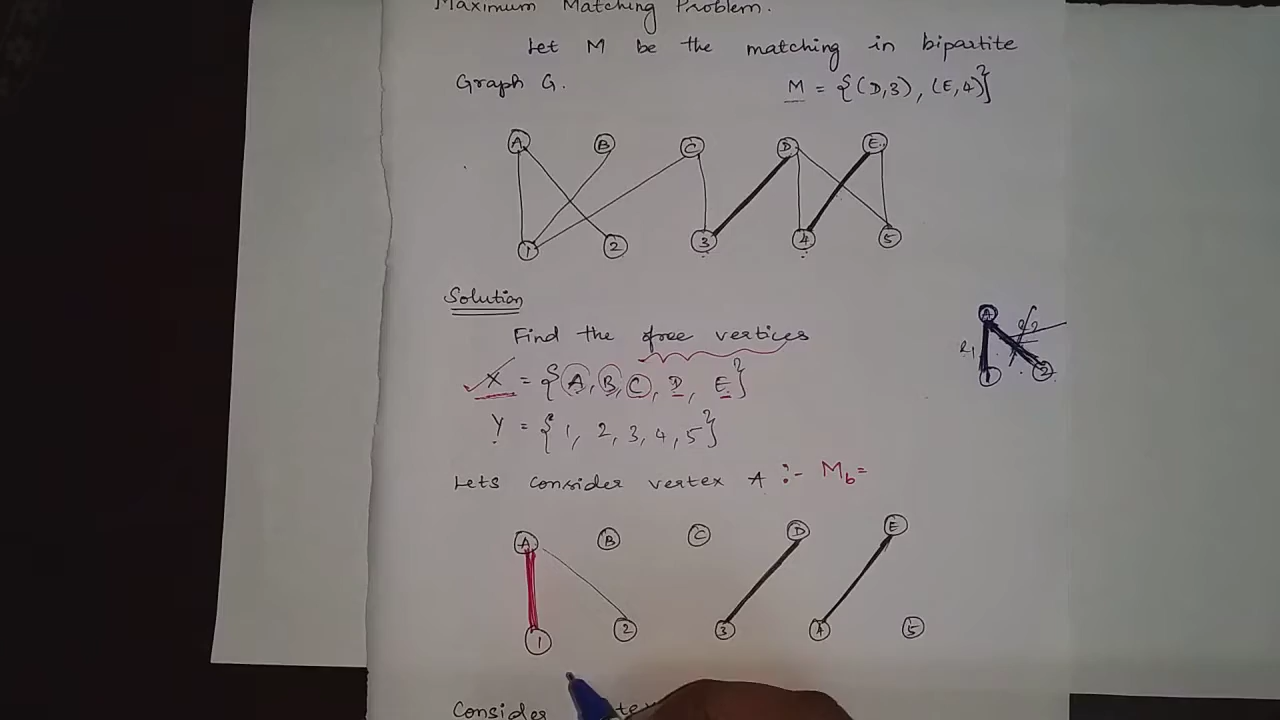 Maximum Matching Problem.
Let M be the matching in bipartite
Graph G. M = {(D,3), (E,4)}
A B C D E
1 2 3 4 5
Solution
Find the free vertices
A
1 2
X = {A, B, C, D, E}
Y = {1, 2, 3, 4, 5}
Lets consider vertex A :- Mb=
A B C D E
1 2 3 4 5
Consider